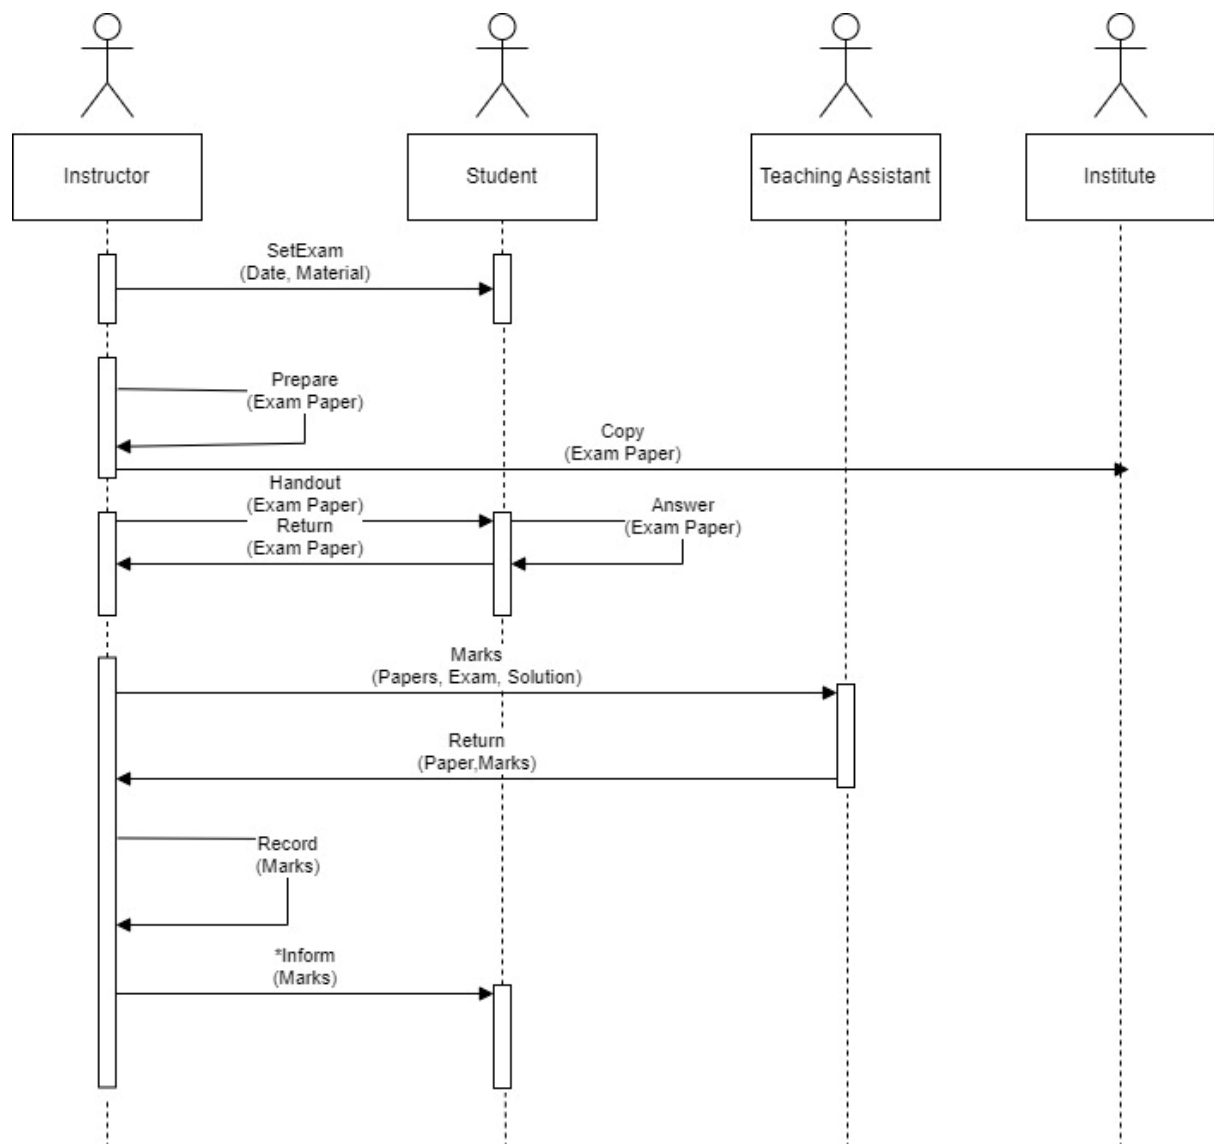 Instructor
Student
Teaching Assistant
Institute
SetExam
(Date, Material)
Prepare
(Exam Paper)
Copy
(Exam Paper)
Handout
(Exam Paper)
Answer
(Exam Paper)
Return
(Exam Paper)
Marks
(Papers, Exam, Solution)
Return
(Paper,Marks)
Record
(Marks)
*Inform
(Marks)